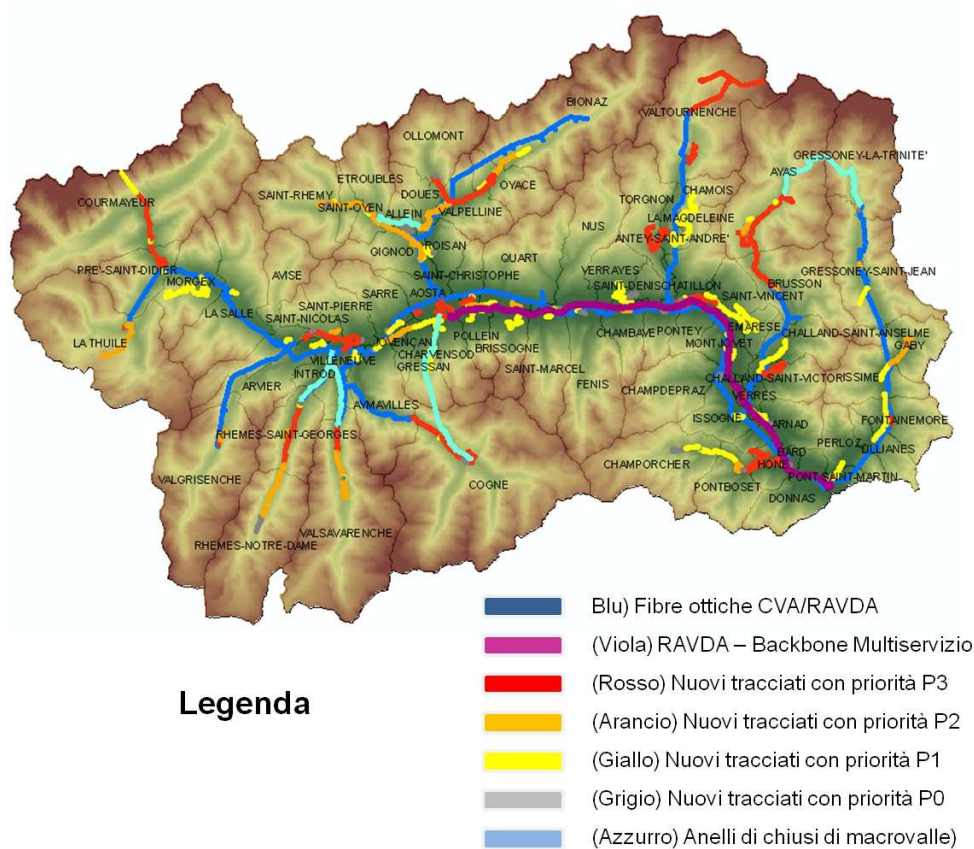 BIONAZ
VALTOURNENCHE
OLLOMONT
GRESSONEY-LA-TRINITE'
ETROUBLES
AYAS
OYACE
DOUES
SAINT-RHEMY
CHAMOIS
COURMAYEUR
SAINT-OYEN
TORGNON
ALLEIN
VALPELLINE
LA MAGDELEINE
NUS
ANTEY-SAINT-ANDRE'
ROISAN
GIGNOD
QUART
PRE'-SAINT-DIDIER
SAINT-CHRISTOPHE
VERRAYES
GRESSONEY-SAINT-JEAN
MORGEX
AVISE
BRUSSON
SAINT-DENIS
CHATILLON
SARRE
AOSTA
SAINT-VINCENT
SAINT-PIERRE
LA SALLE
SAINT-NICOLAS
EMARESE
CHALLAND-SAINT-ANSELME
POLLEIN
CHAMBAVE
PONTEY
LA THUILE
JOVENÇAN
MONTJOVET
GABY
BRISSOGNE
VILLENEUVE
CHARVENSOD
GRESSAN
SAINT-MARCEL
INTROD
CHALLAND-SAINT-VICTOR
ISSIME
ARVIER
FENIS
CHAMPDEPRAZ
VERRES
AYMAVILLES
ISSOGNE
FONTAINEMORE
ARNAD
RHEMES-SAINT-GEORGES
PERLOZ
LILLIANES
BARD
CHAMPORCHER
HONE
VALGRISENCHE
COGNE
PONT-SAINT-MARTIN
PONTBOSET
DONNAS
VALSAVARENCHE
RHEMES-NOTRE-DAME
Legenda
Blu) Fibre ottiche CVA/RAVDA
(Viola) RAVDA – Backbone Multiservizio
(Rosso) Nuovi tracciati con priorità P3
(Arancio) Nuovi tracciati con priorità P2
(Giallo) Nuovi tracciati con priorità P1
(Grigio) Nuovi tracciati con priorità P0
(Azzurro) Anelli di chiusi di macrovalle)